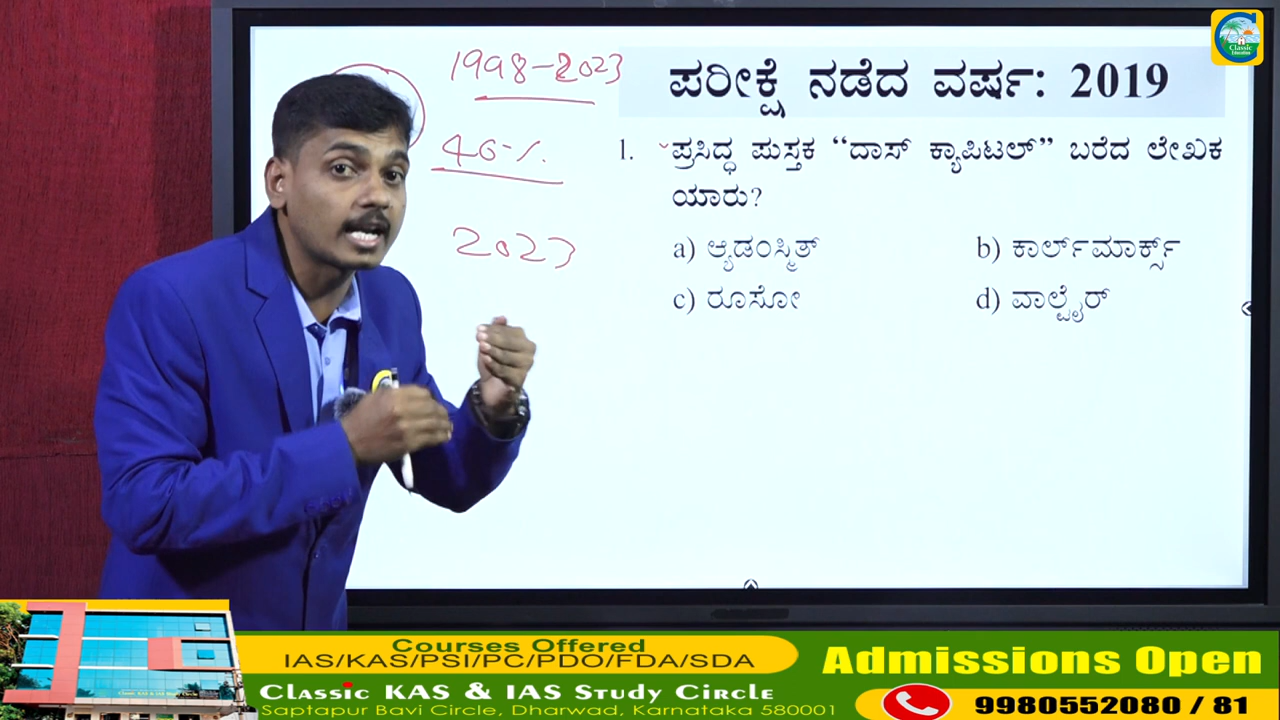 1998-2023
46%
2023
ಪರೀಕ್ಷೆ ನಡೆದ ವರ್ಷ: 2019
1. ಪ್ರಸಿದ್ಧ ಪುಸ್ತಕ “ದಾಸ್ ಕ್ಯಾಪಿಟಲ್” ಬರೆದ ಲೇಖಕ
ಯಾರು?
a) ಆ್ಯಡಂಸ್ಮಿತ್ b) ಕಾರ್ಲ್‌ಮಾರ್ಕ್ಸ್
c) ರೂಸೋ d) ವಾಲ್ಟೈರ್
Classic
Education
Courses Offered
IAS/KAS/PSI/PC/PDO/FDA/SDA
Classic KAS & IAS Study Circle
Saptapur Bavi Circle, Dharwad, Karnataka 580001
Admissions Open
9980552080 / 81